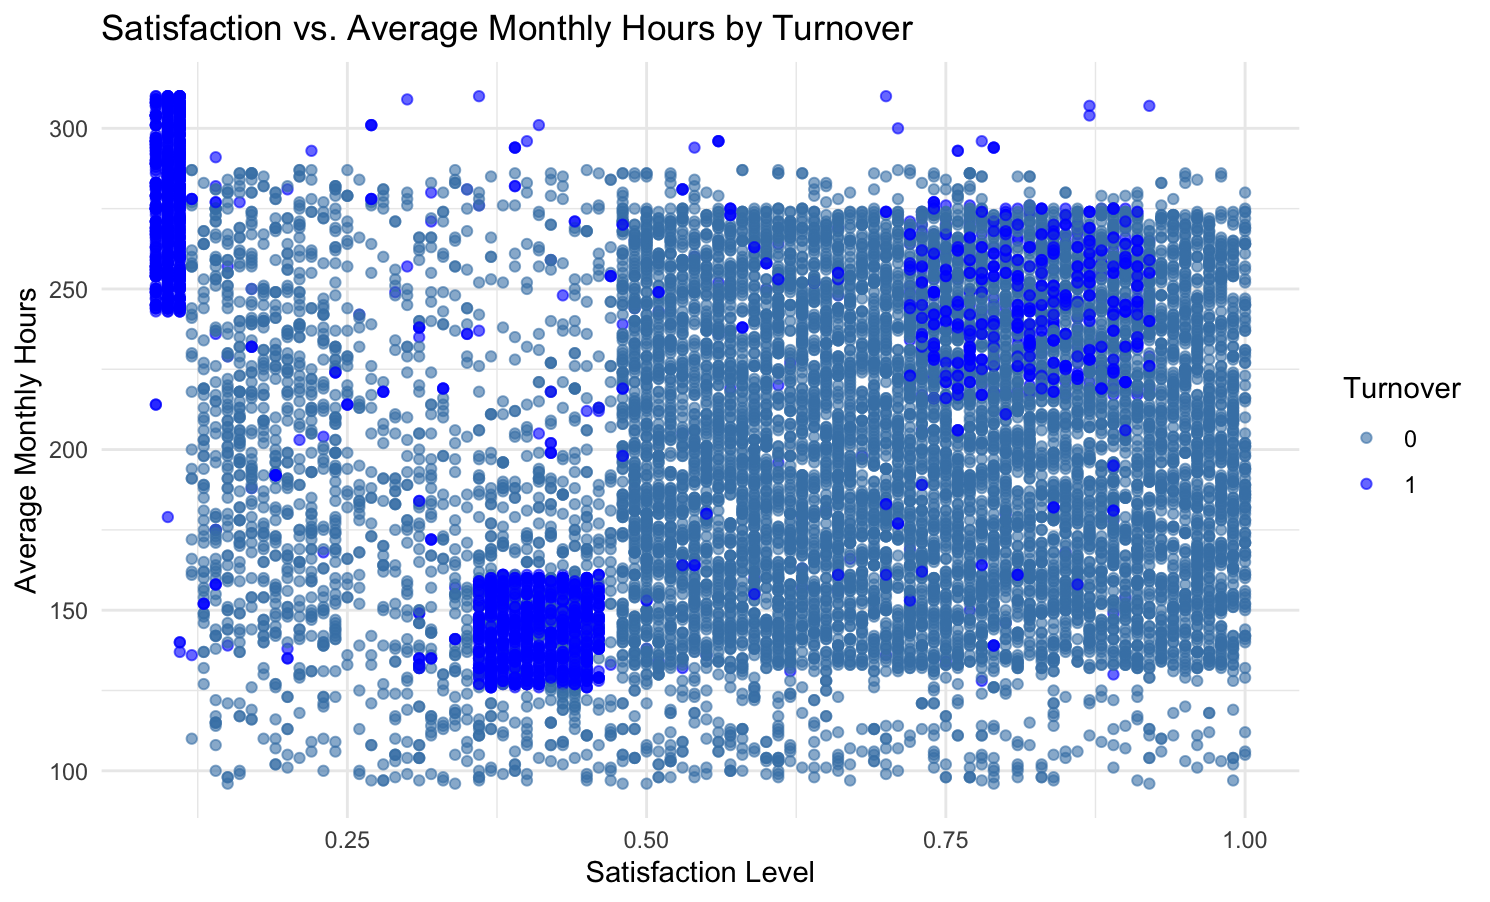 Satisfaction vs. Average Monthly Hours by Turnover
Average Monthly Hours
300
250
200
150
100
0.25 0.50 0.75 1.00
Satisfaction Level
Turnover
0
1